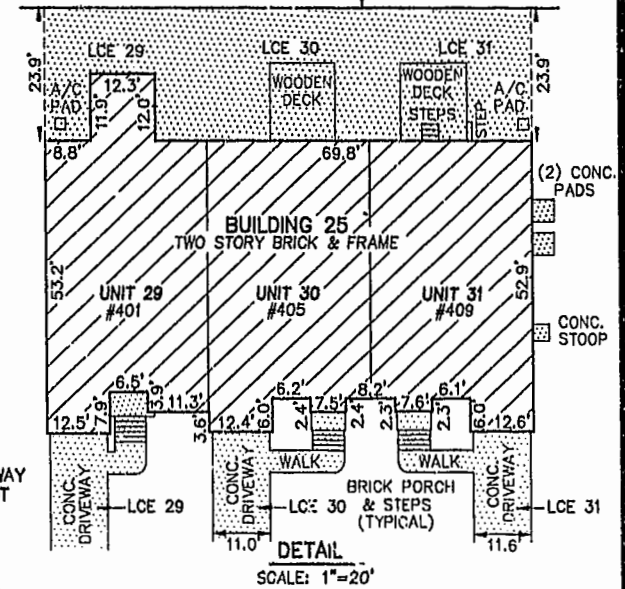 LCE 29
LCE 30
LCE 31
23.9'
23.9'
A/C
PAD
12.3'
11.9'
12.0'
WOODEN
DECK
WOODEN
DECK
STEPS
STEP
A/C
PAD
8.8'
69.8'
(2) CONC.
PADS
BUILDING 25
TWO STORY BRICK & FRAME
53.2'
52.9'
UNIT 29
#401
UNIT 30
#405
UNIT 31
#409
CONC.
STOOP
6.5'
3.9'
11.3'
7.9'
12.5'
3.6'
6.2'
8.2'
6.1'
12.4'
6.0'
2.4'
7.5'
2.4'
2.3'
7.6'
2.3'
6.0'
12.6'
WAY
T
CONC.
DRIVEWAY
LCE 29
CONC.
DRIVEWAY
WALK
LCE 30
BRICK PORCH
& STEPS
(TYPICAL)
WALK
CONC.
DRIVEWAY
LCE 31
11.0'
11.6'
DETAIL
SCALE: 1"=20'